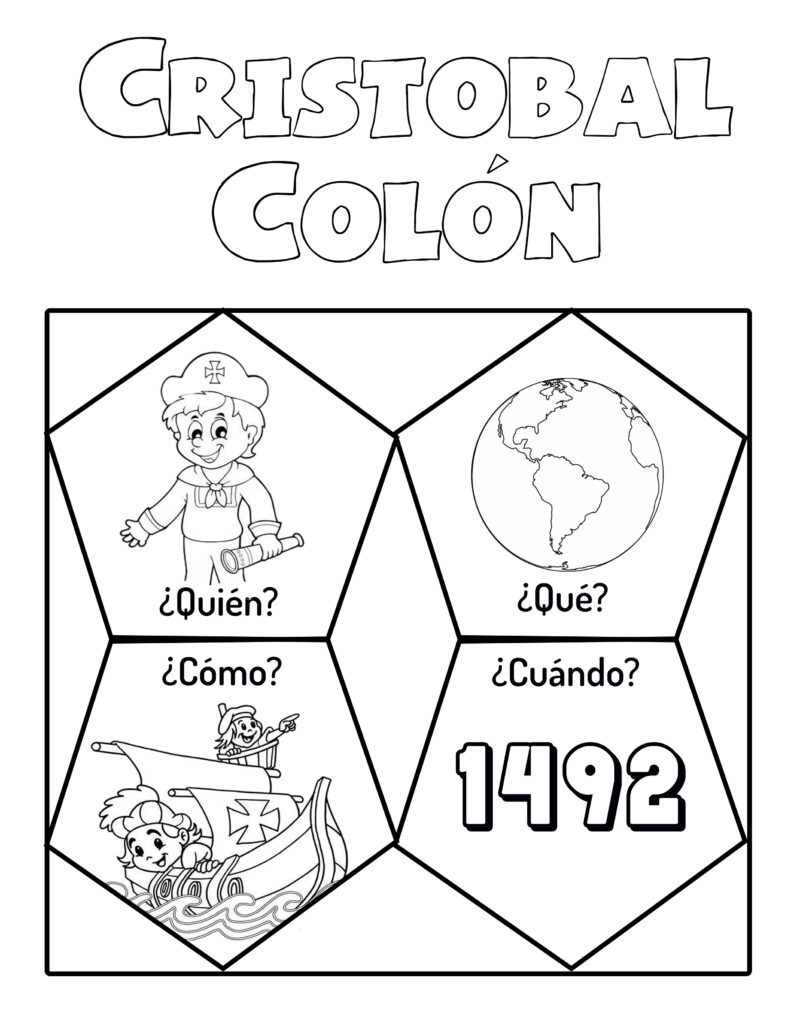 CRISTOBAL
COLÓN
¿Quién?
¿Qué?
¿Cómo?
¿Cuándo?
1492